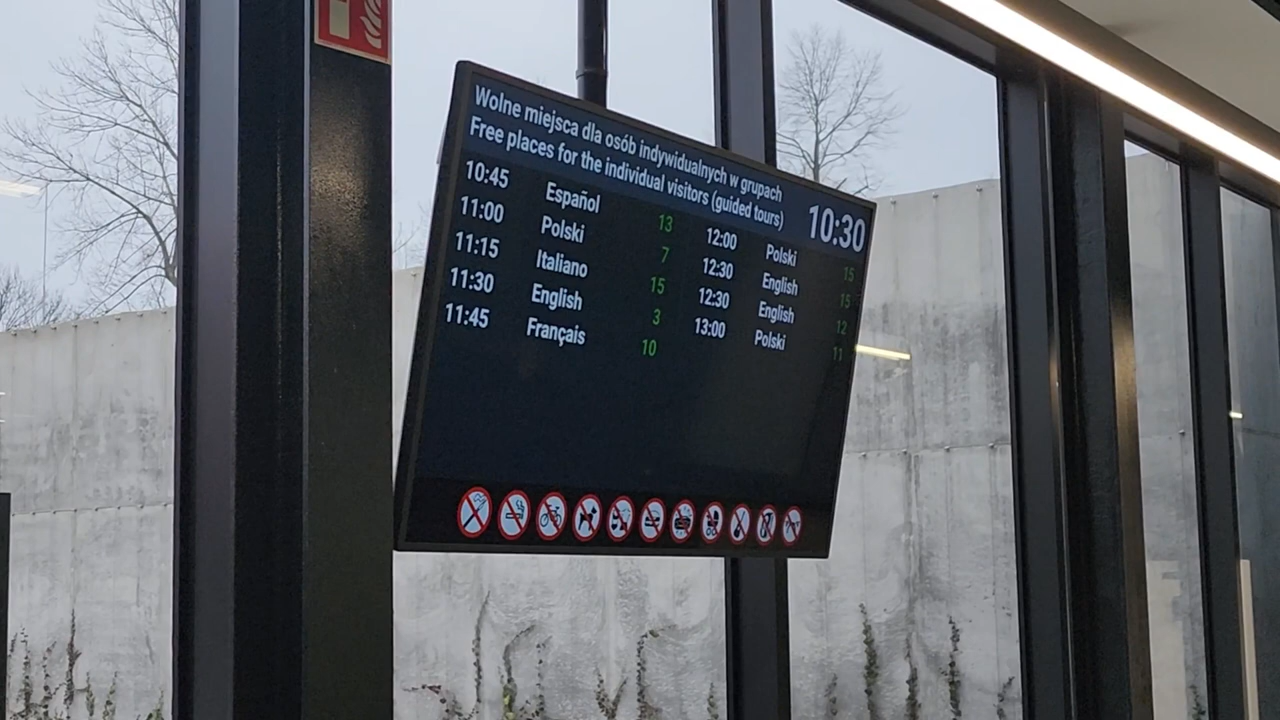 Wolne miejsca dla osób indywidualnych w grupach
Free places for the individual visitors (guided tours)
10:30
10:45 Español 13
11:00 Polski 7
11:15 Italiano 15
11:30 English 3
11:45 Français 10
12:00 Polski 15
12:30 English 15
12:30 English 12
13:00 Polski 11